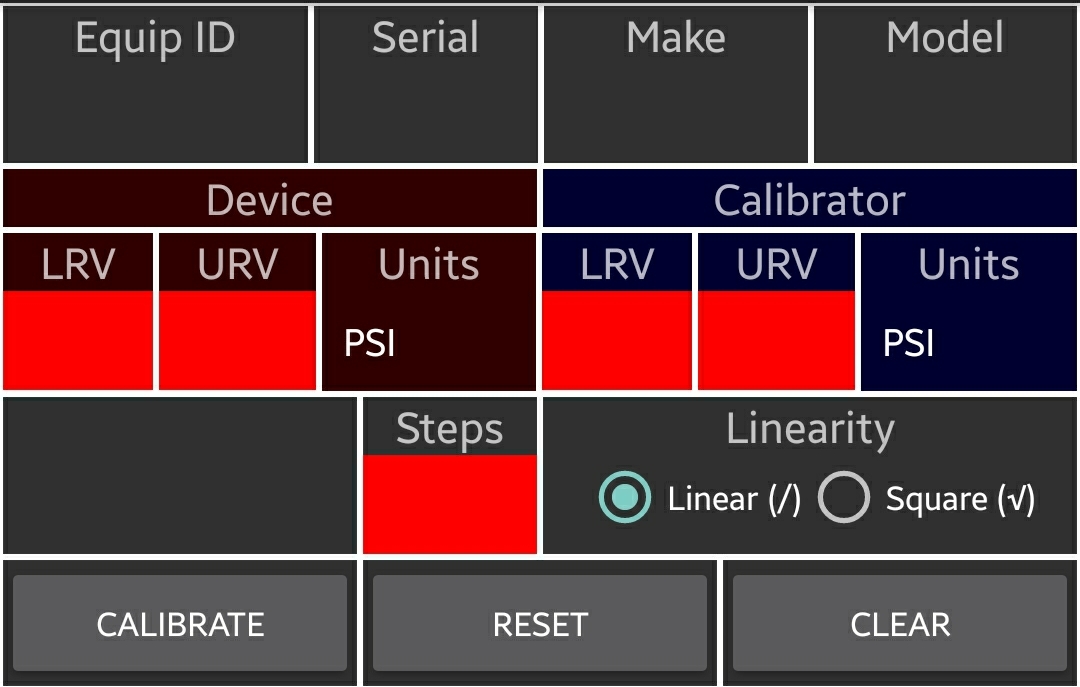 Equip ID Serial Make Model
Device Calibrator
LRV URV Units LRV URV Units
PSI PSI
Steps Linearity
Linear (/) Square (√)
CALIBRATE RESET CLEAR